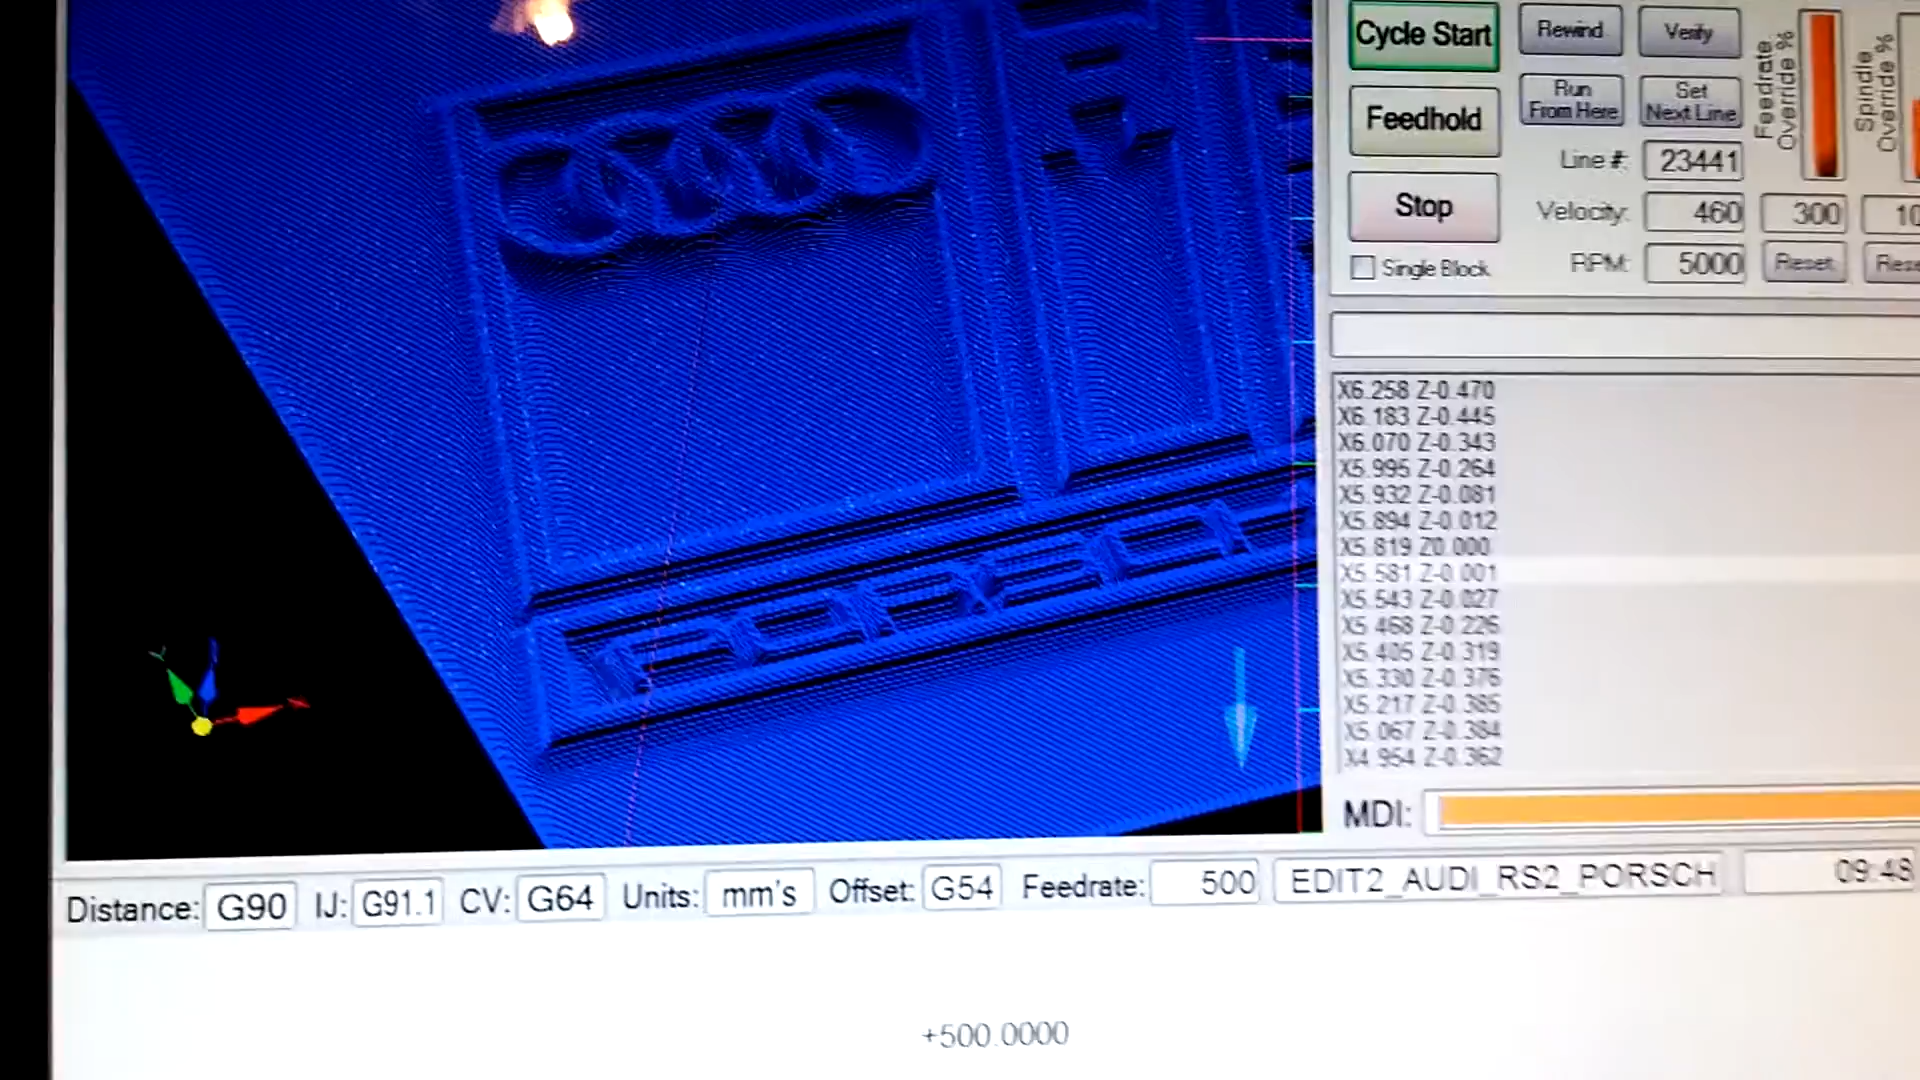 Cycle Start
Rewind
Verify
Feedrate
Override %
Spindle
Override %
Feedhold
Run
From Here
Set
Next Line
Line #:
23441
Stop
Velocity:
460
300
10
Single Block
RPM:
5000
Reset
Rese
X6.258 Z-0.470
X6.183 Z-0.445
X6.070 Z-0.343
X5.995 Z-0.264
X5.932 Z-0.081
X5.894 Z-0.012
X5.819 Z0.000
X5.581 Z-0.001
X5.543 Z-0.027
X5.468 Z-0.226
X5.405 Z-0.319
X5.330 Z-0.376
X5.217 Z-0.385
X5.067 Z-0.384
X4.954 Z-0.362
MDI:
Distance: G90 IJ: G91.1 CV: G64 Units: mm's Offset: G54 Feedrate: 500 EDIT2_AUDI_RS2_PORSCH 09:48
+500.0000